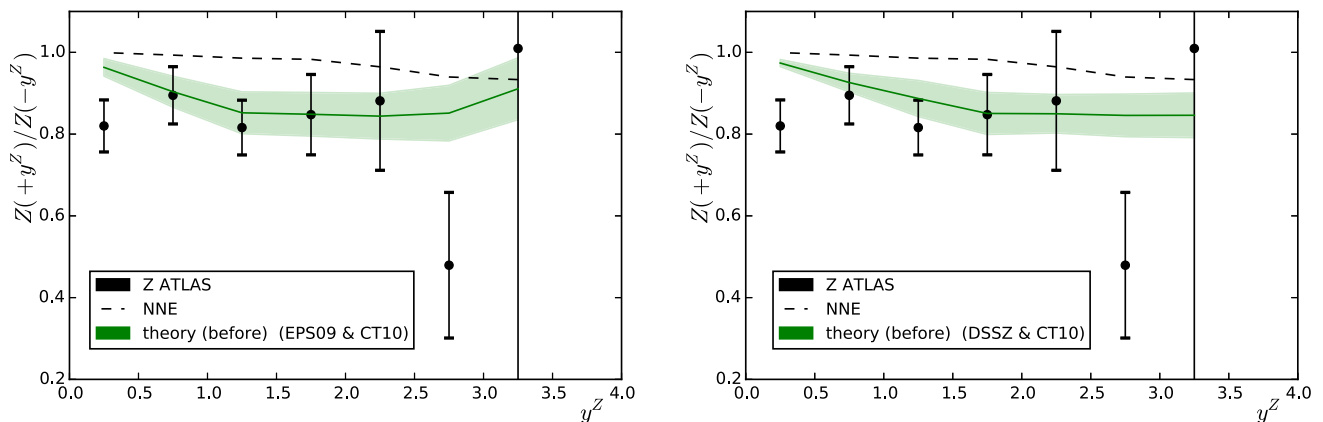 Z(+y^Z)/Z(−y^Z)
1.0
0.8
0.6
0.4
0.2
Z ATLAS
NNE
theory (before) (EPS09 & CT10)
0.0 0.5 1.0 1.5 2.0 2.5 3.0 3.5 4.0
y^Z
Z(+y^Z)/Z(−y^Z)
1.0
0.8
0.6
0.4
0.2
Z ATLAS
NNE
theory (before) (DSSZ & CT10)
0.0 0.5 1.0 1.5 2.0 2.5 3.0 3.5 4.0
y^Z